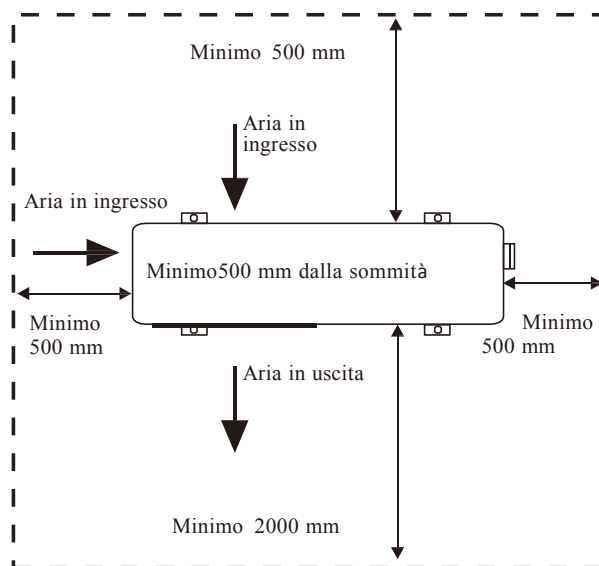 Minimo 500 mm
Aria in
ingresso
Aria in ingresso
Minimo500 mm dalla sommità
Minimo
500 mm
Minimo
500 mm
Aria in uscita
Minimo 2000 mm